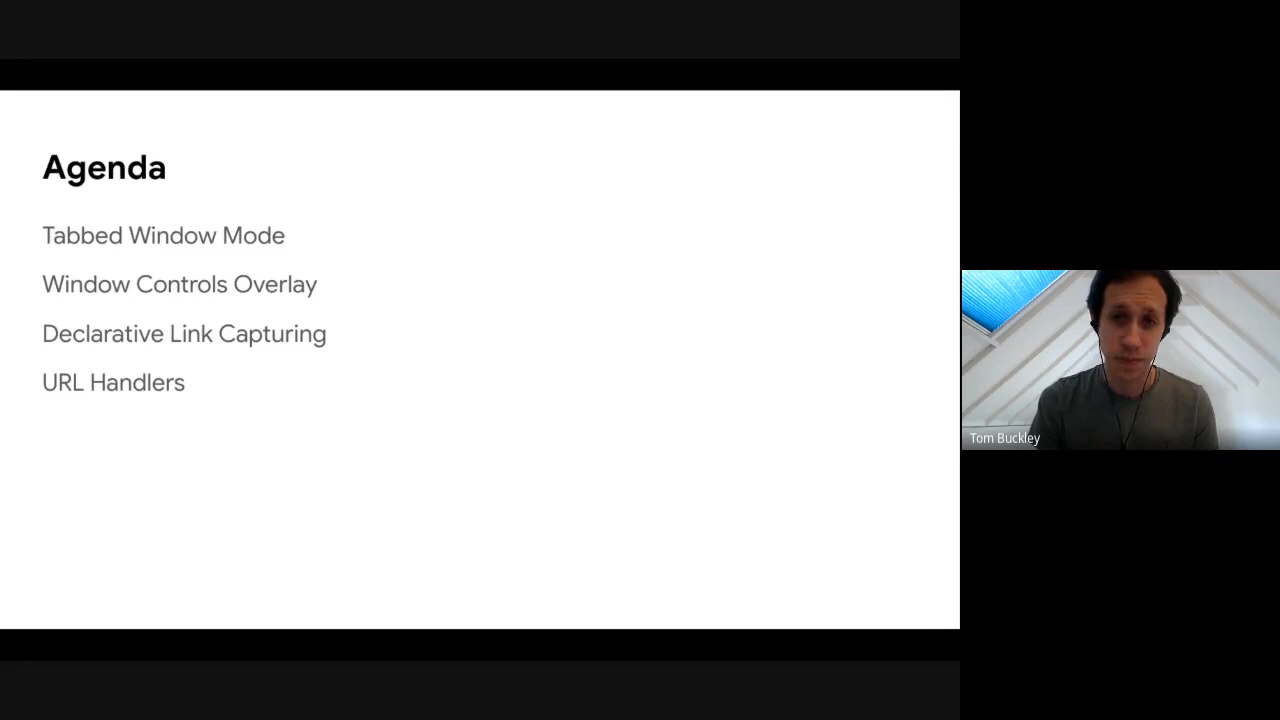 Agenda
Tabbed Window Mode
Window Controls Overlay
Declarative Link Capturing
URL Handlers
Tom Buckley